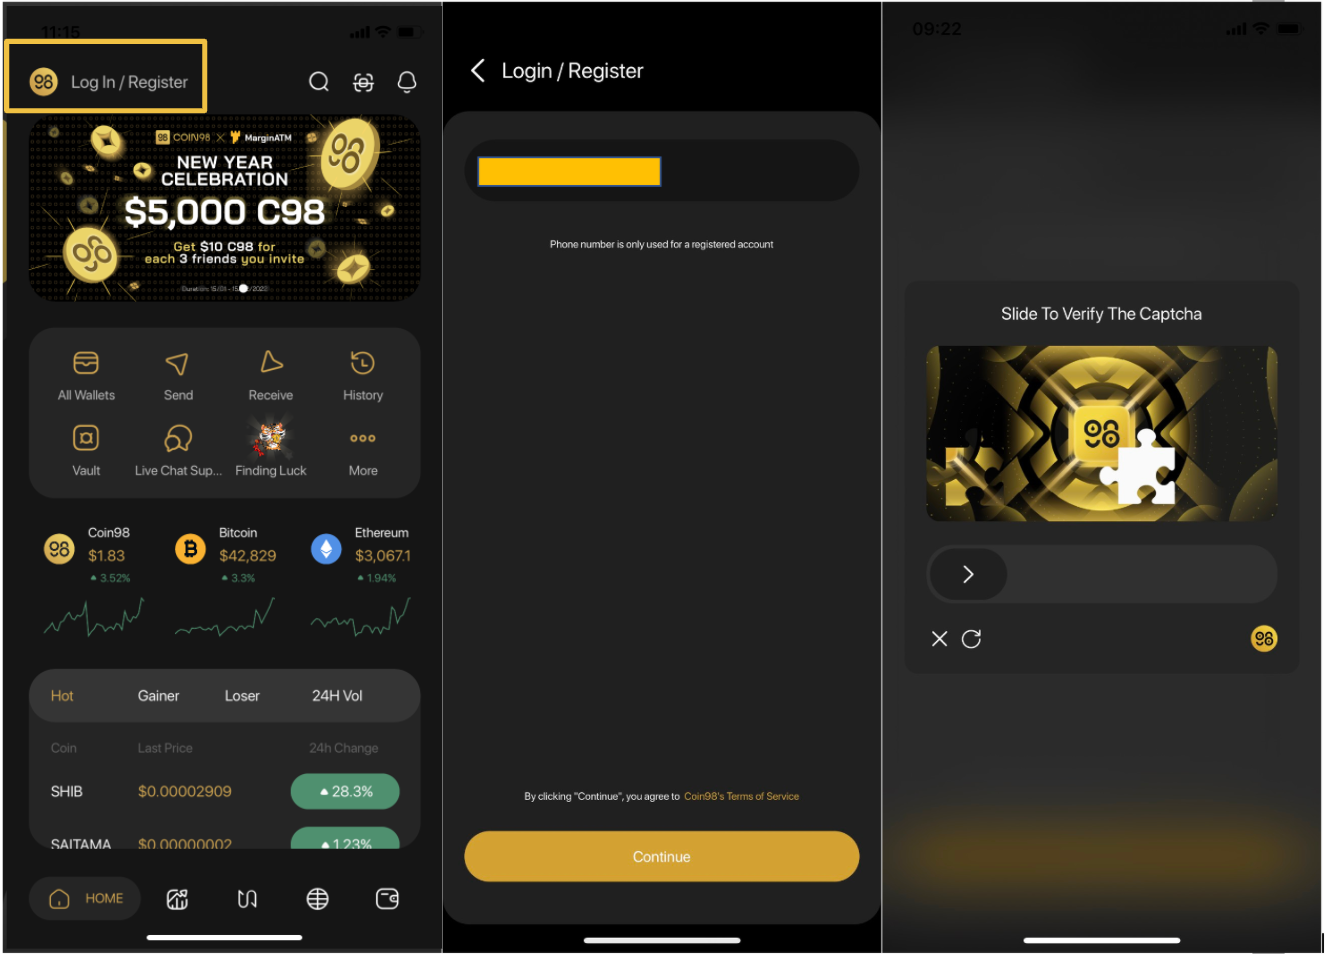 11:15
98 Log In / Register
98 COIN98 × MarginATM
NEW YEAR
CELEBRATION
$5,000 C98
Get $10 C98 for
each 3 friends you invite
All Wallets Send Receive History
Vault Live Chat Sup... Finding Luck More
Coin98 Bitcoin Ethereum
$1.83 $42,829 $3,067.1
3.52% 3.3% 1.94%
Hot Gainer Loser 24H Vol
Coin Last Price 24h Change
SHIB $0.00002909 28.3%
SAITAMA $0.00000002 1.23%
HOME
Login / Register
Phone number is only used for a registered account
By clicking "Continue", you agree to Coin98's Terms of Service
Continue
09:22
Slide To Verify The Captcha
98
98